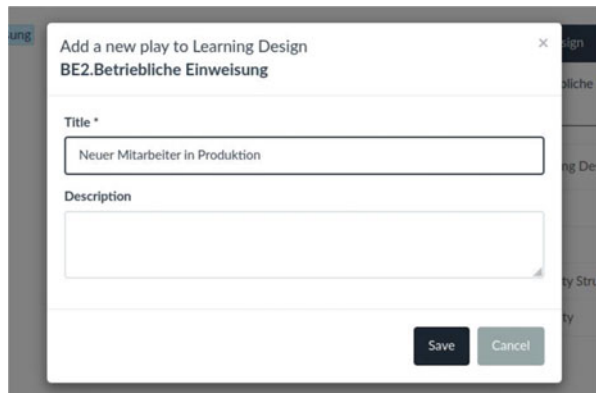 Add a new play to Learning Design
×
BE2.Betriebliche Einweisung
Title *
Neuer Mitarbeiter in Produktion
Description
Save
Cancel